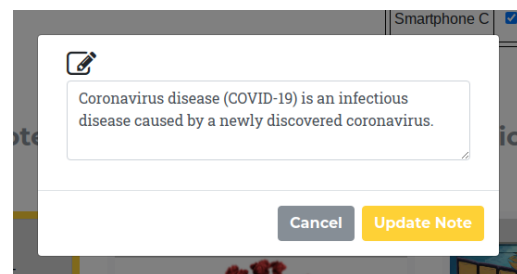 Smartphone C
Coronavirus disease (COVID-19) is an infectious
disease caused by a newly discovered coronavirus.
Cancel
Update Note